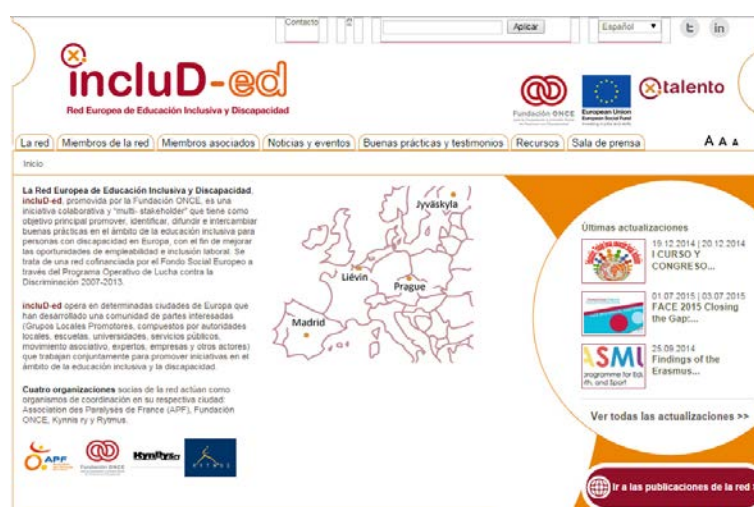 Contacto
Aplicar
Español
t
in
incluD-ed
Red Europea de Educación Inclusiva y Discapacidad
Fundación ONCE
European Union
European Social Fund
talento
La red
Miembros de la red
Miembros asociados
Noticias y eventos
Buenas prácticas y testimonios
Recursos
Sala de prensa
A A A
Inicio
La Red Europea de Educación Inclusiva y Discapacidad,
incluD-ed, promovida por la Fundación ONCE, es una
iniciativa colaborativa y "multi- stakeholder" que tiene como
objetivo principal promover, identificar, difundir e intercambiar
buenas prácticas en el ámbito de la educación inclusiva para
personas con discapacidad en Europa, con el fin de mejorar
las oportunidades de empleabilidad e inclusión laboral. Se
trata de una red cofinanciada por el Fondo Social Europeo a
través del Programa Operativo de Lucha contra la
Discriminación 2007-2013.
incluD-ed opera en determinadas ciudades de Europa que
han desarrollado una comunidad de partes interesadas
(Grupos Locales Promotores, compuestos por autoridades
locales, escuelas, universidades, servicios públicos,
movimiento asociativo, expertos, empresas y otros actores)
que trabajan conjuntamente para promover iniciativas en el
ámbito de la educación inclusiva y la discapacidad.
Cuatro organizaciones socias de la red actúan como
organismos de coordinación en su respectiva ciudad:
Association des Paralysés de France (APF), Fundación
ONCE, Kynnis ry y Rytmus.
APF
Fundación ONCE
RYTMUS
Jyväskyla
Liévin
Prague
Madrid
Últimas actualizaciones
19.12.2014 | 20.12.2014
I CURSO Y
CONGRESO...
01.07.2015 | 03.07.2015
FACE 2015 Closing
the Gap:...
25.09.2014
Findings of the
Erasmus...
ASMU
programme for Edu
th, and Sport
Ver todas las actualizaciones >>
Ir a las publicaciones de la red